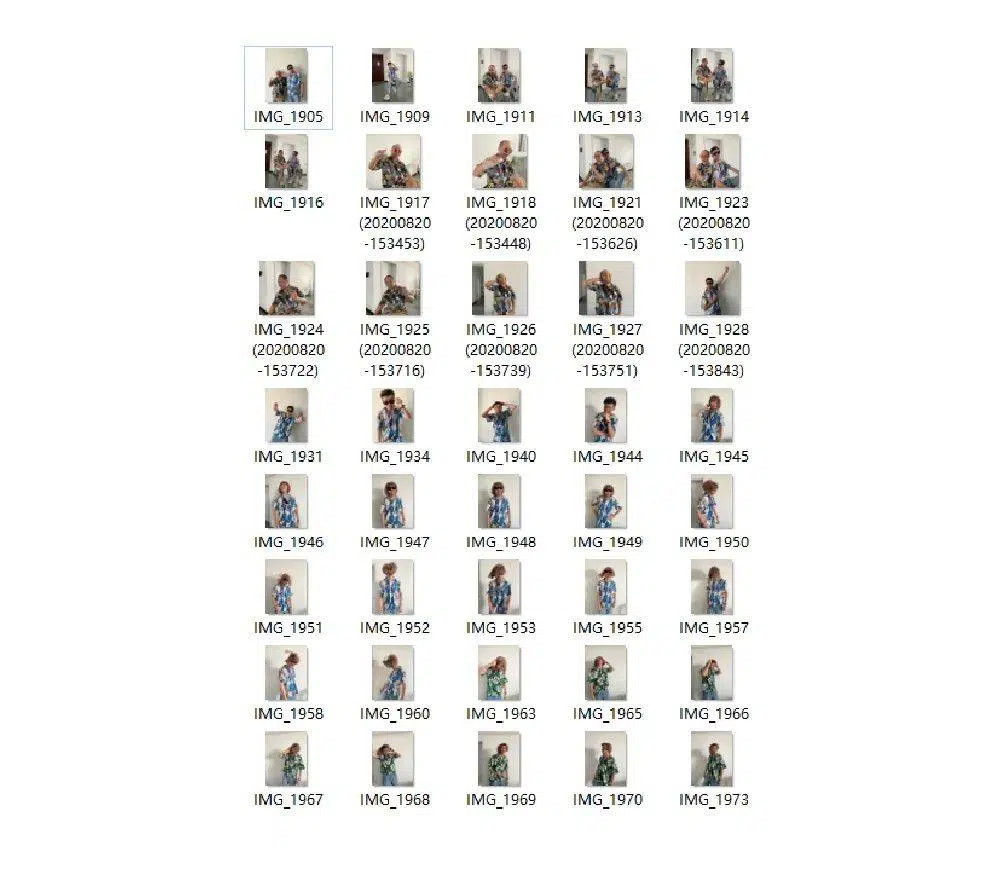 IMG_1905 IMG_1909 IMG_1911 IMG_1913 IMG_1914
IMG_1916 IMG_1917 IMG_1918 IMG_1921 IMG_1923
(20200820 (20200820 (20200820 (20200820
-153453) -153448) -153626) -153611)
IMG_1924 IMG_1925 IMG_1926 IMG_1927 IMG_1928
(20200820 (20200820 (20200820 (20200820 (20200820
-153722) -153716) -153739) -153751) -153843)
IMG_1931 IMG_1934 IMG_1940 IMG_1944 IMG_1945
IMG_1946 IMG_1947 IMG_1948 IMG_1949 IMG_1950
IMG_1951 IMG_1952 IMG_1953 IMG_1955 IMG_1957
IMG_1958 IMG_1960 IMG_1963 IMG_1965 IMG_1966
IMG_1967 IMG_1968 IMG_1969 IMG_1970 IMG_1973